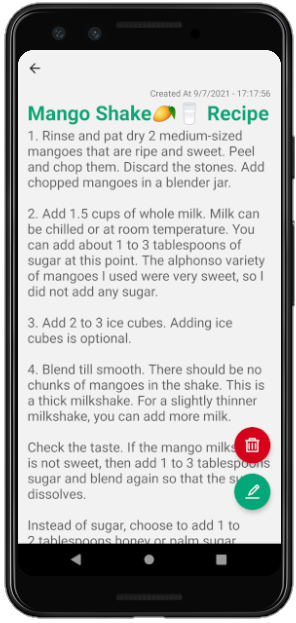 Created At 9/7/2021 - 17:17:56
Mango Shake🥭🥛 Recipe
1. Rinse and pat dry 2 medium-sized
mangoes that are ripe and sweet. Peel
and chop them. Discard the stones. Add
chopped mangoes in a blender jar.
2. Add 1.5 cups of whole milk. Milk can
be chilled or at room temperature. You
can add about 1 to 3 tablespoons of
sugar at this point. The alphonso variety
of mangoes I used were very sweet, so I
did not add any sugar.
3. Add 2 to 3 ice cubes. Adding ice
cubes is optional.
4. Blend till smooth. There should be no
chunks of mangoes in the shake. This is
a thick milkshake. For a slightly thinner
milkshake, you can add more milk.
Check the taste. If the mango
is not sweet, then add 1 to 3 tablespoons
sugar and blend again so that the
dissolves.
Instead of sugar, choose to add 1 to
2 tablespoons honey or palm sugar